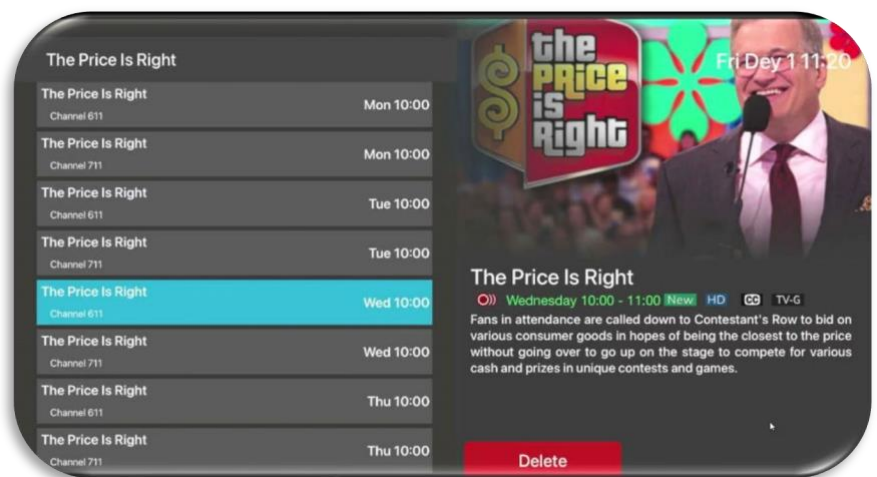 The Price Is Right
The Price Is Right
Channel 611
Mon 10:00
The Price Is Right
Channel 711
Mon 10:00
The Price Is Right
Channel 611
Tue 10:00
The Price Is Right
Channel 711
Tue 10:00
The Price Is Right
Channel 611
Wed 10:00
The Price Is Right
Channel 711
Wed 10:00
The Price Is Right
Channel 611
Thu 10:00
The Price Is Right
Channel 711
Thu 10:00
the
PRice
is
Right
Fri Dey 1 11:20
The Price Is Right
Wednesday 10:00 - 11:00 New HD CC TV-G
Fans in attendance are called down to Contestant's Row to bid on
various consumer goods in hopes of being the closest to the price
without going over to go up on the stage to compete for various
cash and prizes in unique contests and games.
Delete